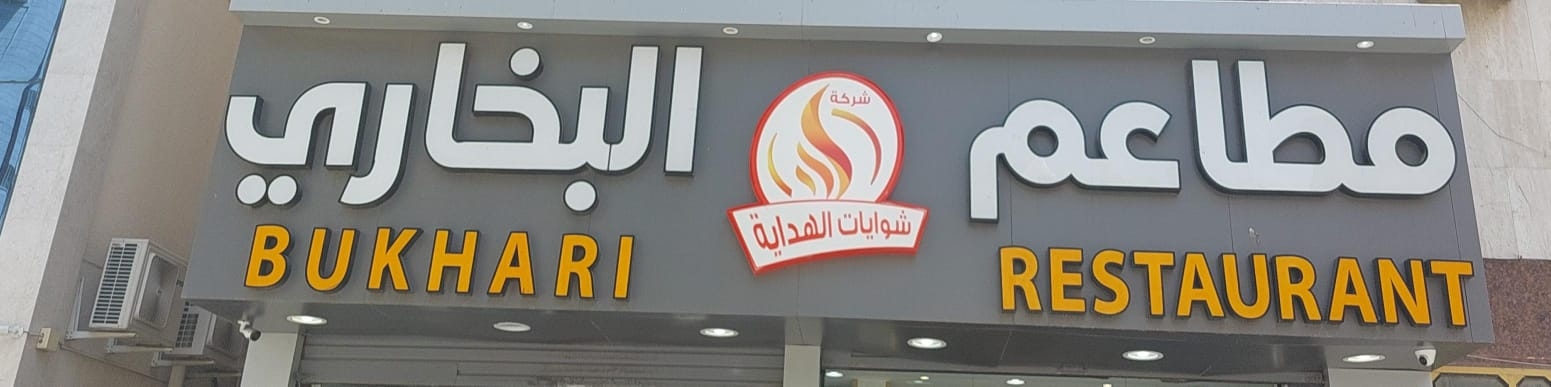 مطاعم البخاري
شركة
شوايات الهداية
BUKHARI RESTAURANT